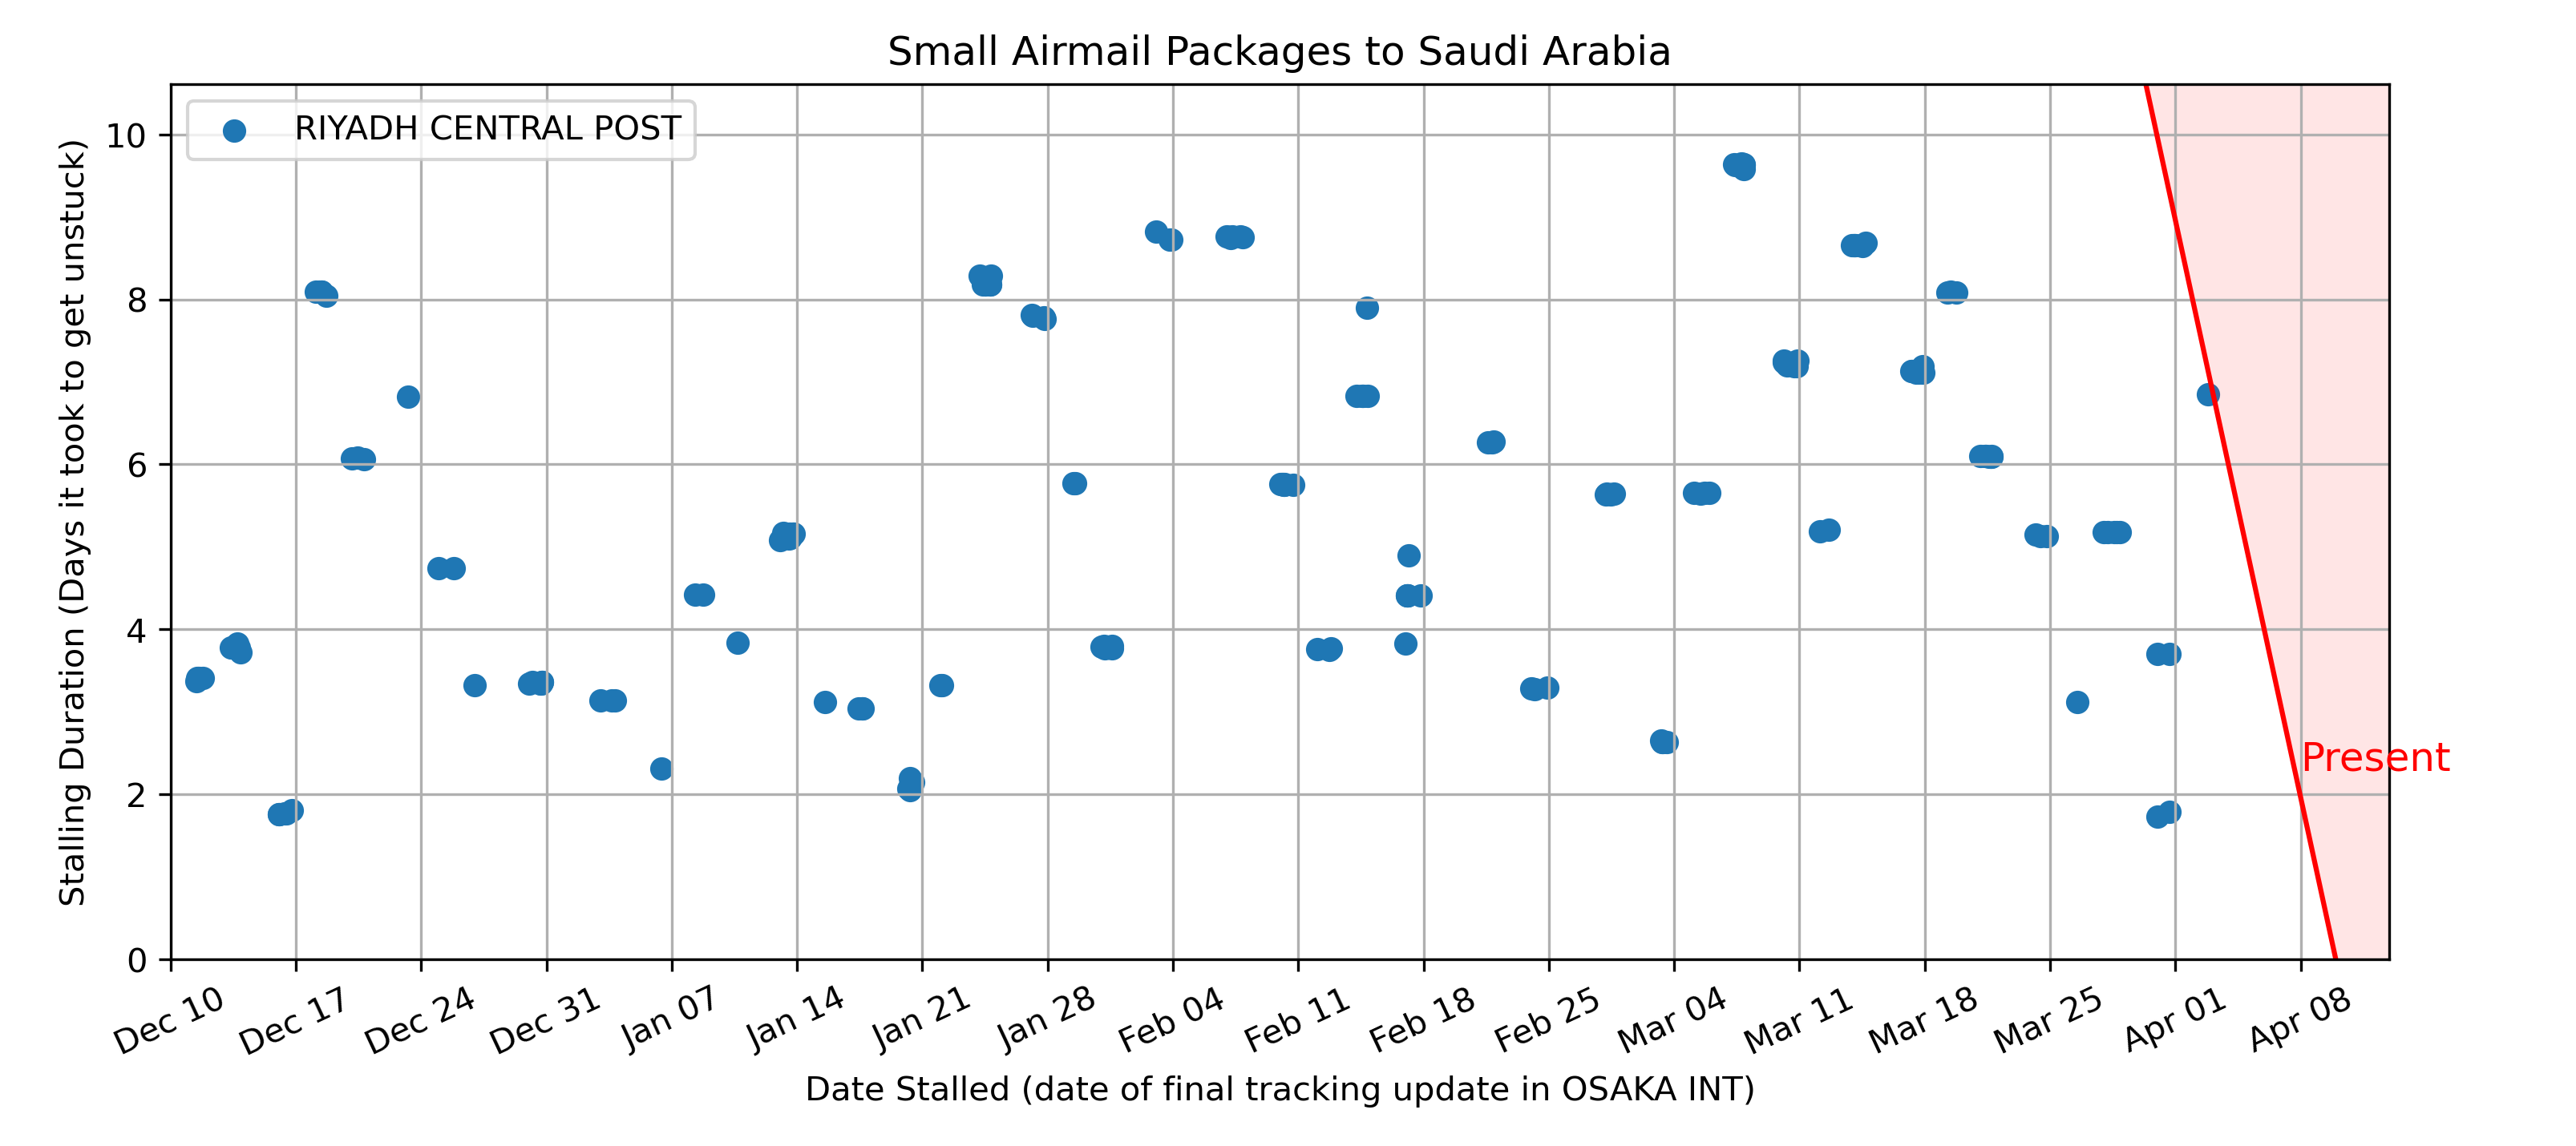 Small Airmail Packages to Saudi Arabia
RIYADH CENTRAL POST
Stalling Duration (Days it took to get unstuck)
10
8
6
4
2
0
Present
Dec 10
Dec 17
Dec 24
Dec 31
Jan 07
Jan 14
Jan 21
Jan 28
Feb 04
Feb 11
Feb 18
Feb 25
Mar 04
Mar 11
Mar 18
Mar 25
Apr 01
Apr 08
Date Stalled (date of final tracking update in OSAKA INT)